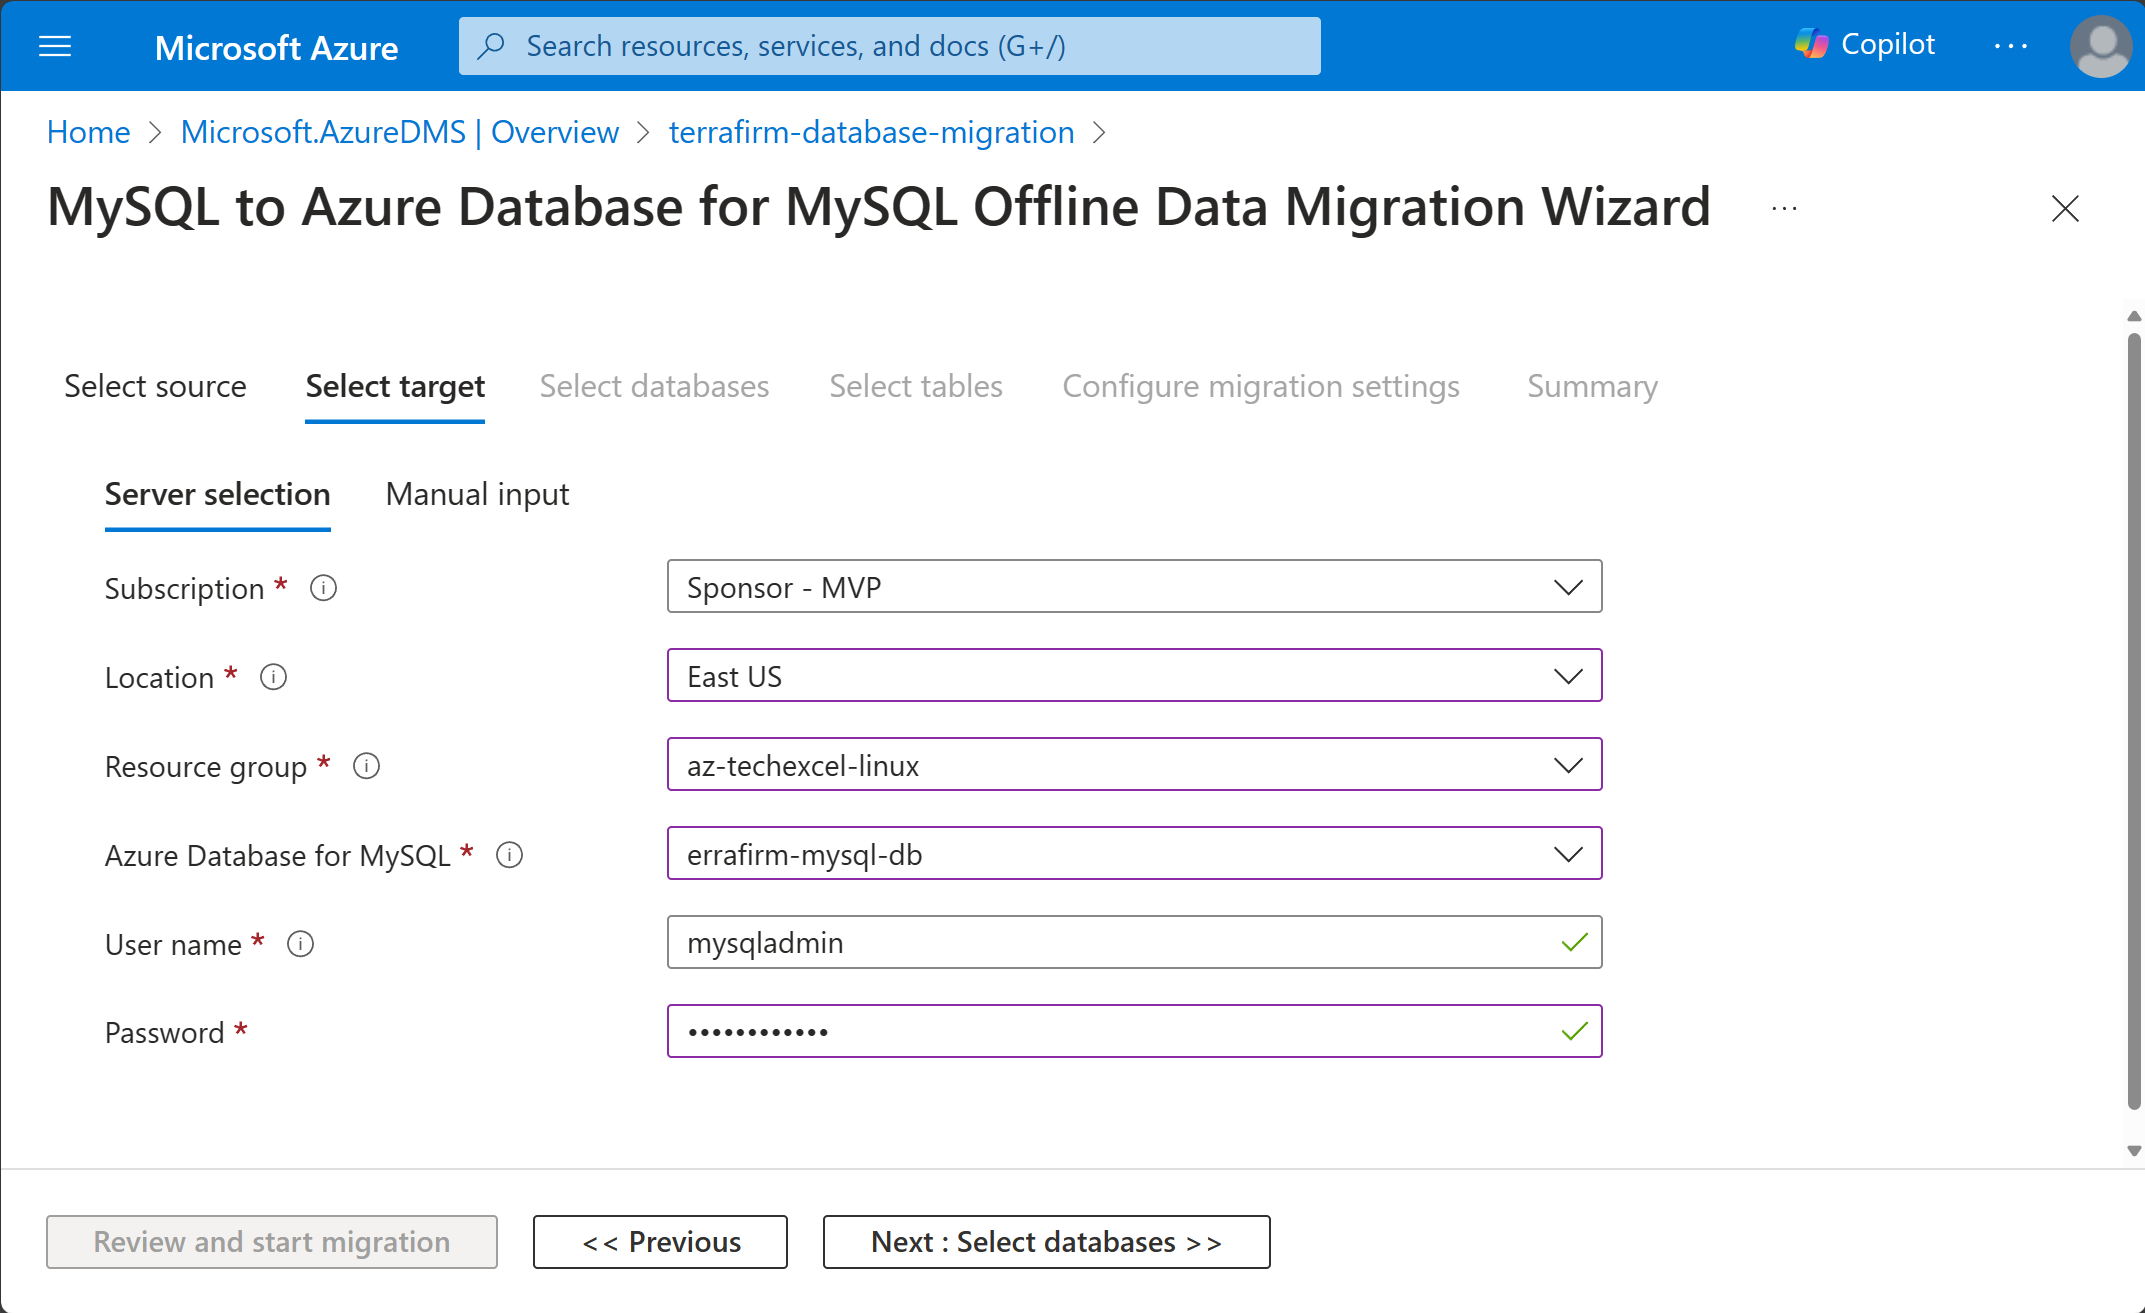 Microsoft Azure
Search resources, services, and docs (G+/)
Copilot
Home > Microsoft.AzureDMS | Overview > terrafirm-database-migration >
MySQL to Azure Database for MySQL Offline Data Migration Wizard
Select source Select target Select databases Select tables Configure migration settings Summary
Server selection Manual input
Subscription * Sponsor - MVP
Location * East US
Resource group * az-techexcel-linux
Azure Database for MySQL * errafirm-mysql-db
User name * mysqladmin
Password * ••••••••••••
Review and start migration << Previous Next : Select databases >>